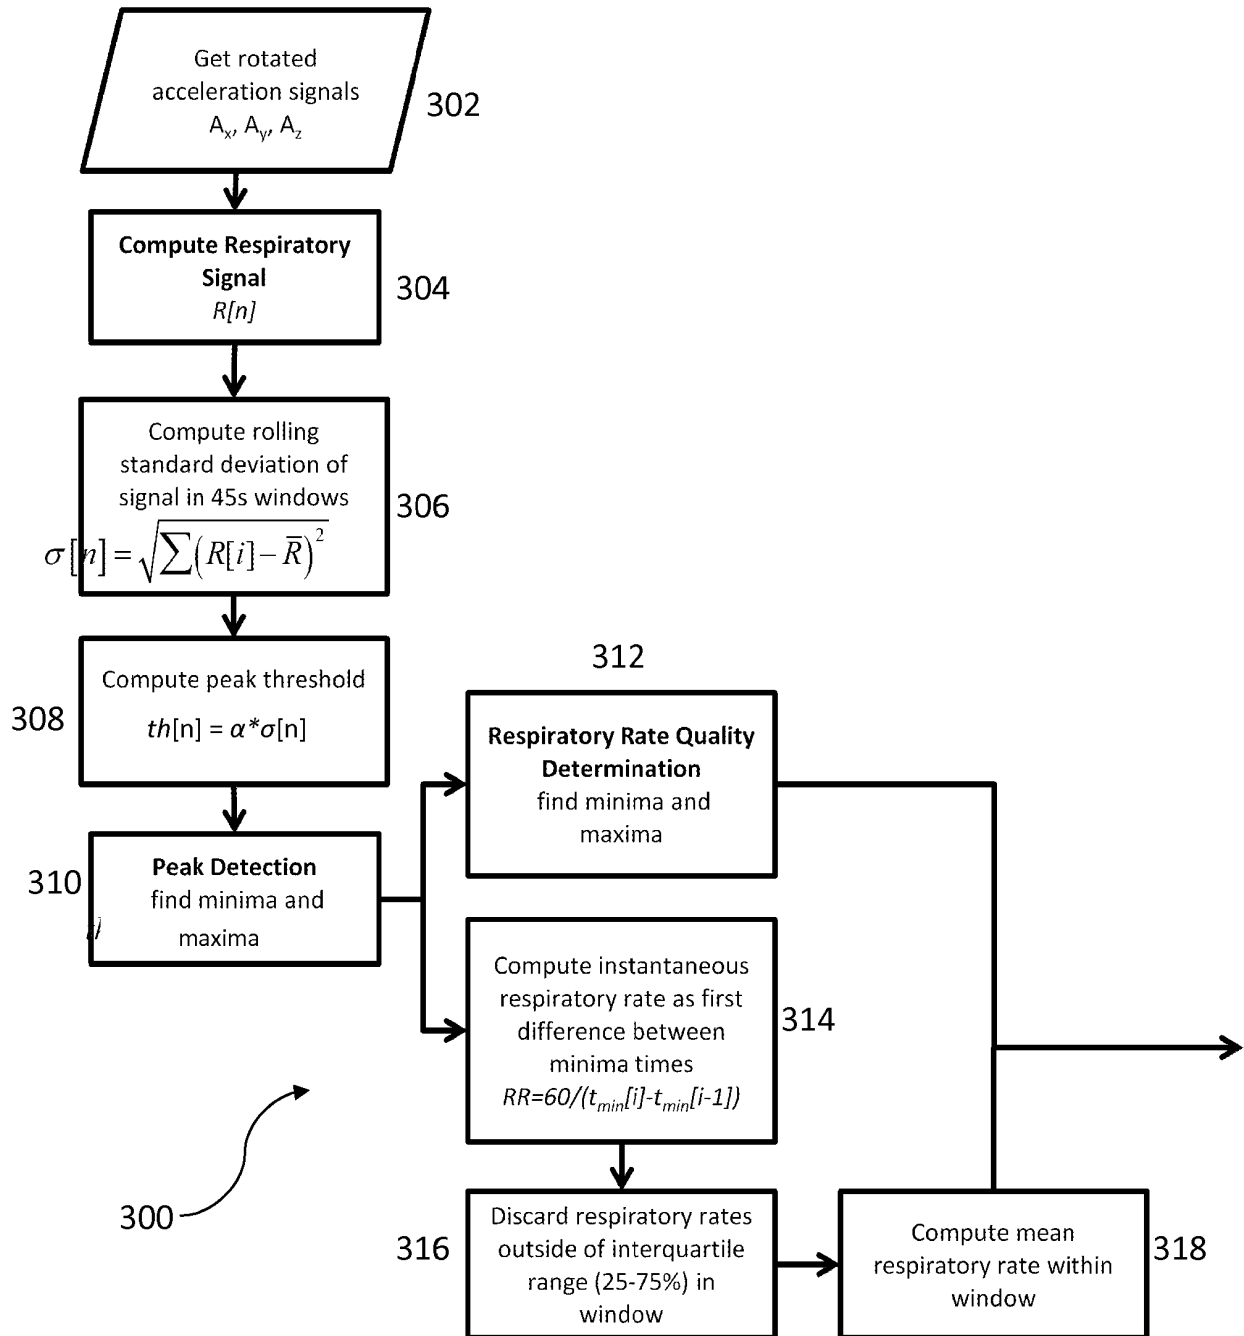 Get rotated
acceleration signals
Aₓ, A_y, A_z
302
Compute Respiratory
Signal
R[n]
304
Compute rolling
standard deviation of
signal in 45s windows
σ[n] = √∑(R[i] − R̅)²
306
Compute peak threshold
th[n] = α*σ[n]
308
Peak Detection
find minima and
maxima
310
312
Respiratory Rate Quality
Determination
find minima and
maxima
Compute instantaneous
respiratory rate as first
difference between
minima times
RR=60/(t_min[i]-t_min[i-1])
314
Discard respiratory rates
outside of interquartile
range (25-75%) in
window
316
Compute mean
respiratory rate within
window
318
300